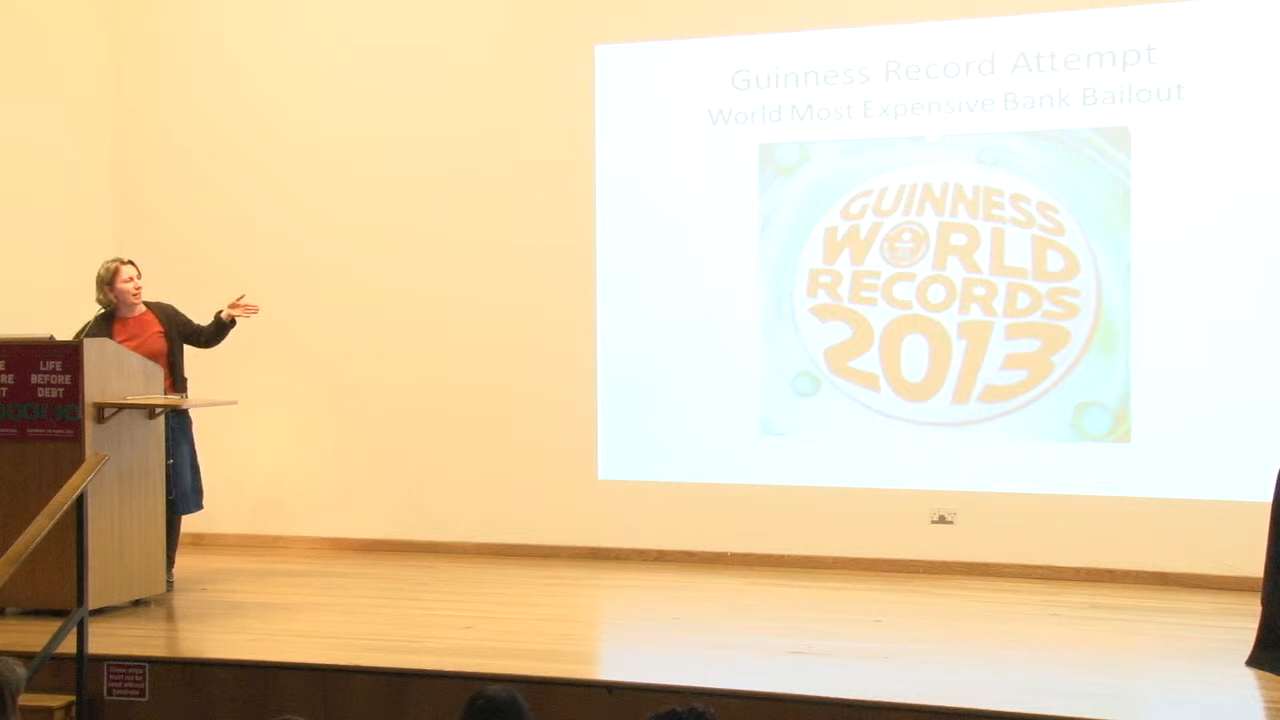 Guinness Record Attempt
World Most Expensive Bank Bailout
GUINNESS
WORLD
RECORDS
2013
LIFE
BEFORE
DEBT